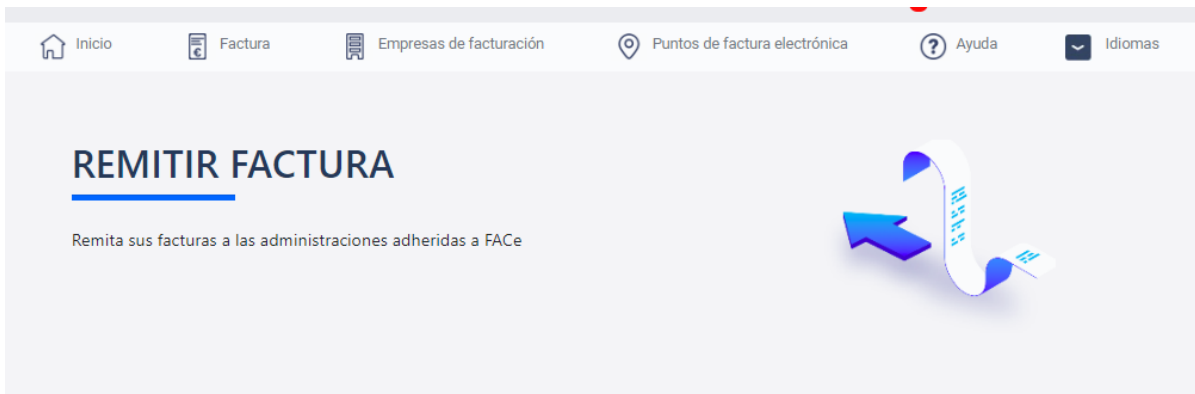 Inicio
Factura
Empresas de facturación
Puntos de factura electrónica
Ayuda
Idiomas
REMITIR FACTURA
Remita sus facturas a las administraciones adheridas a FACe